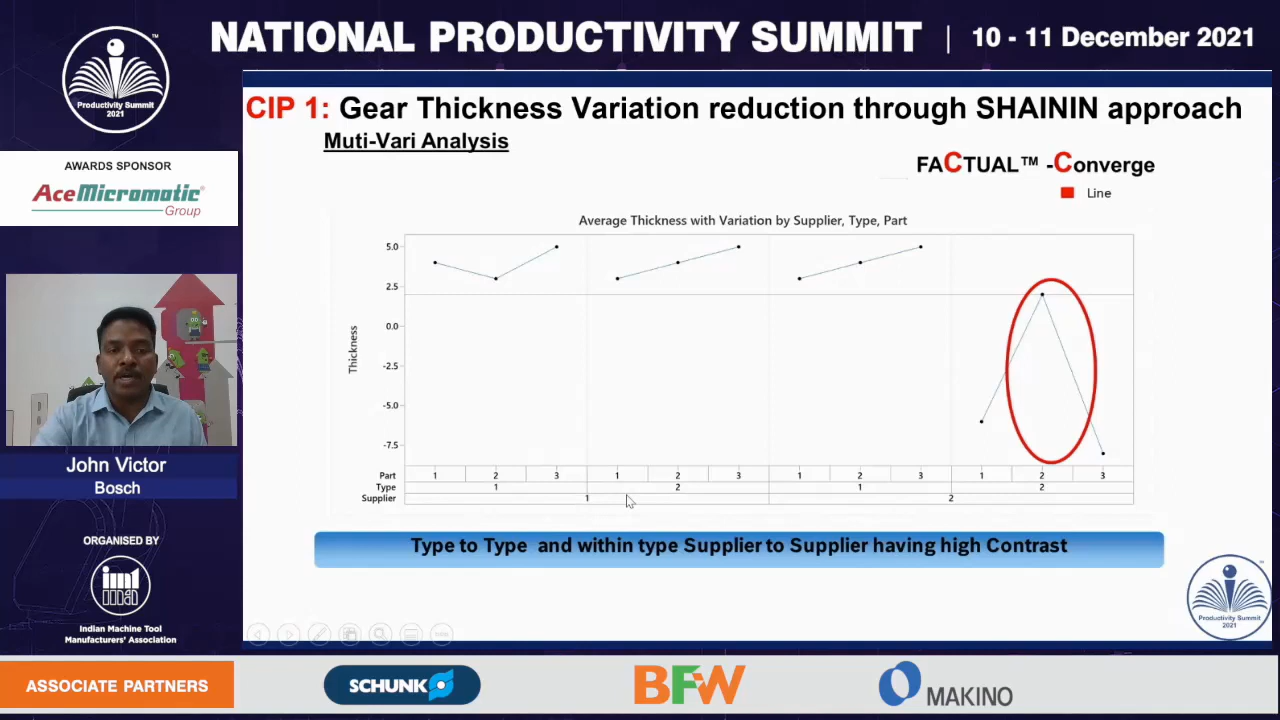 NATIONAL PRODUCTIVITY SUMMIT | 10 - 11 December 2021
Productivity Summit
2021
AWARDS SPONSOR
AceMicromatic
Group
John Victor
Bosch
ORGANISED BY
imtma
Indian Machine Tool
Manufacturers' Association
CIP 1: Gear Thickness Variation reduction through SHAININ approach
Muti-Vari Analysis
FACTUAL™ -Converge
Line
Average Thickness with Variation by Supplier, Type, Part
Thickness
5.0
2.5
0.0
-2.5
-5.0
-7.5
Part 1 2 3 1 2 3 1 2 3 1 2 3
Type 1 2 1 2
Supplier 1 2
Type to Type and within type Supplier to Supplier having high Contrast
Productivity Summit
2021
ASSOCIATE PARTNERS
SCHUNK
BFW
MAKINO